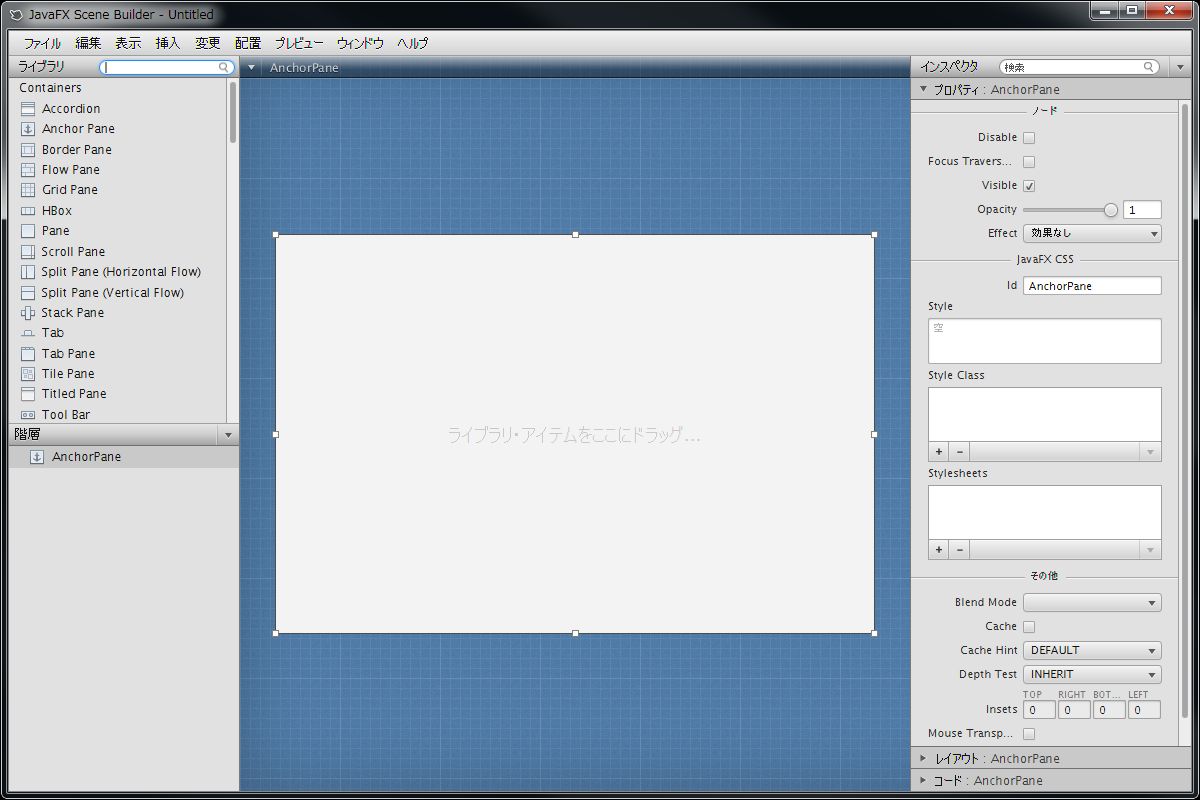 JavaFX Scene Builder - Untitled
ファイル 編集 表示 挿入 変更 配置 プレビュー ウィンドウ ヘルプ
ライブラリ
Containers
Accordion
Anchor Pane
Border Pane
Flow Pane
Grid Pane
HBox
Pane
Scroll Pane
Split Pane (Horizontal Flow)
Split Pane (Vertical Flow)
Stack Pane
Tab
Tab Pane
Tile Pane
Titled Pane
Tool Bar
階層
AnchorPane
AnchorPane
ライブラリ・アイテムをここにドラッグ...
インスペクタ 検索
プロパティ : AnchorPane
ノード
Disable
Focus Travers...
Visible
Opacity 1
Effect 効果なし
JavaFX CSS
Id AnchorPane
Style
空
Style Class
+ -
Stylesheets
+ -
その他
Blend Mode
Cache
Cache Hint DEFAULT
Depth Test INHERIT
TOP RIGHT BOT... LEFT
Insets 0 0 0 0
Mouse Transp...
レイアウト : AnchorPane
コード : AnchorPane